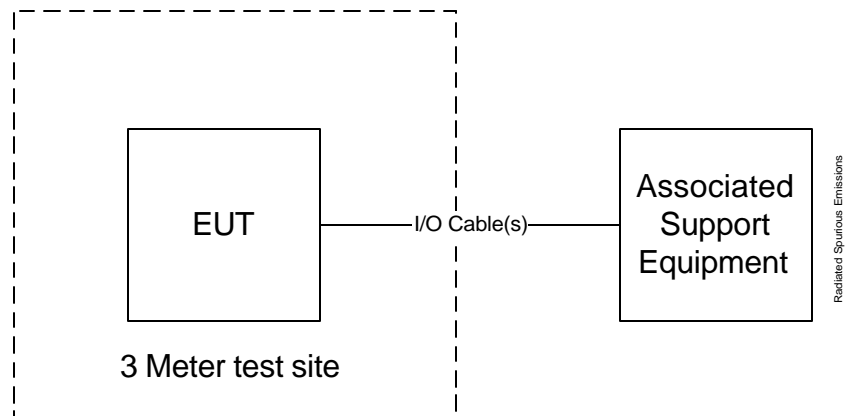 EUT
I/O Cable(s)
Associated
Support
Equipment
3 Meter test site
Radiated Spurious Emissions